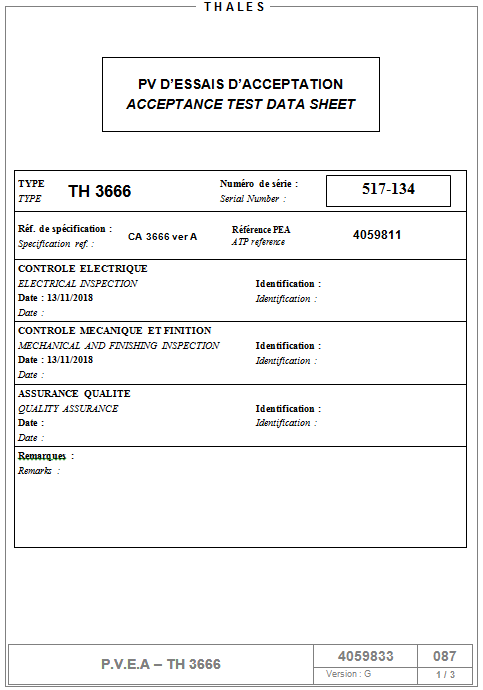 THALES
PV D'ESSAIS D'ACCEPTATION
ACCEPTANCE TEST DATA SHEET
TYPE
TYPE
TH 3666
Numéro de série :
Serial Number :
517-134
Réf. de spécification :
Specification ref. :
CA 3666 ver A
Référence PEA
ATP reference
4059811
CONTROLE ELECTRIQUE
ELECTRICAL INSPECTION
Date : 13/11/2018
Date :
Identification :
Identification :
CONTROLE MECANIQUE ET FINITION
MECHANICAL AND FINISHING INSPECTION
Date : 13/11/2018
Date :
Identification :
Identification :
ASSURANCE QUALITE
QUALITY ASSURANCE
Date :
Date :
Identification :
Identification :
Remarques :
Remarks :
P.V.E.A – TH 3666
4059833
Version : G
087
1 / 3